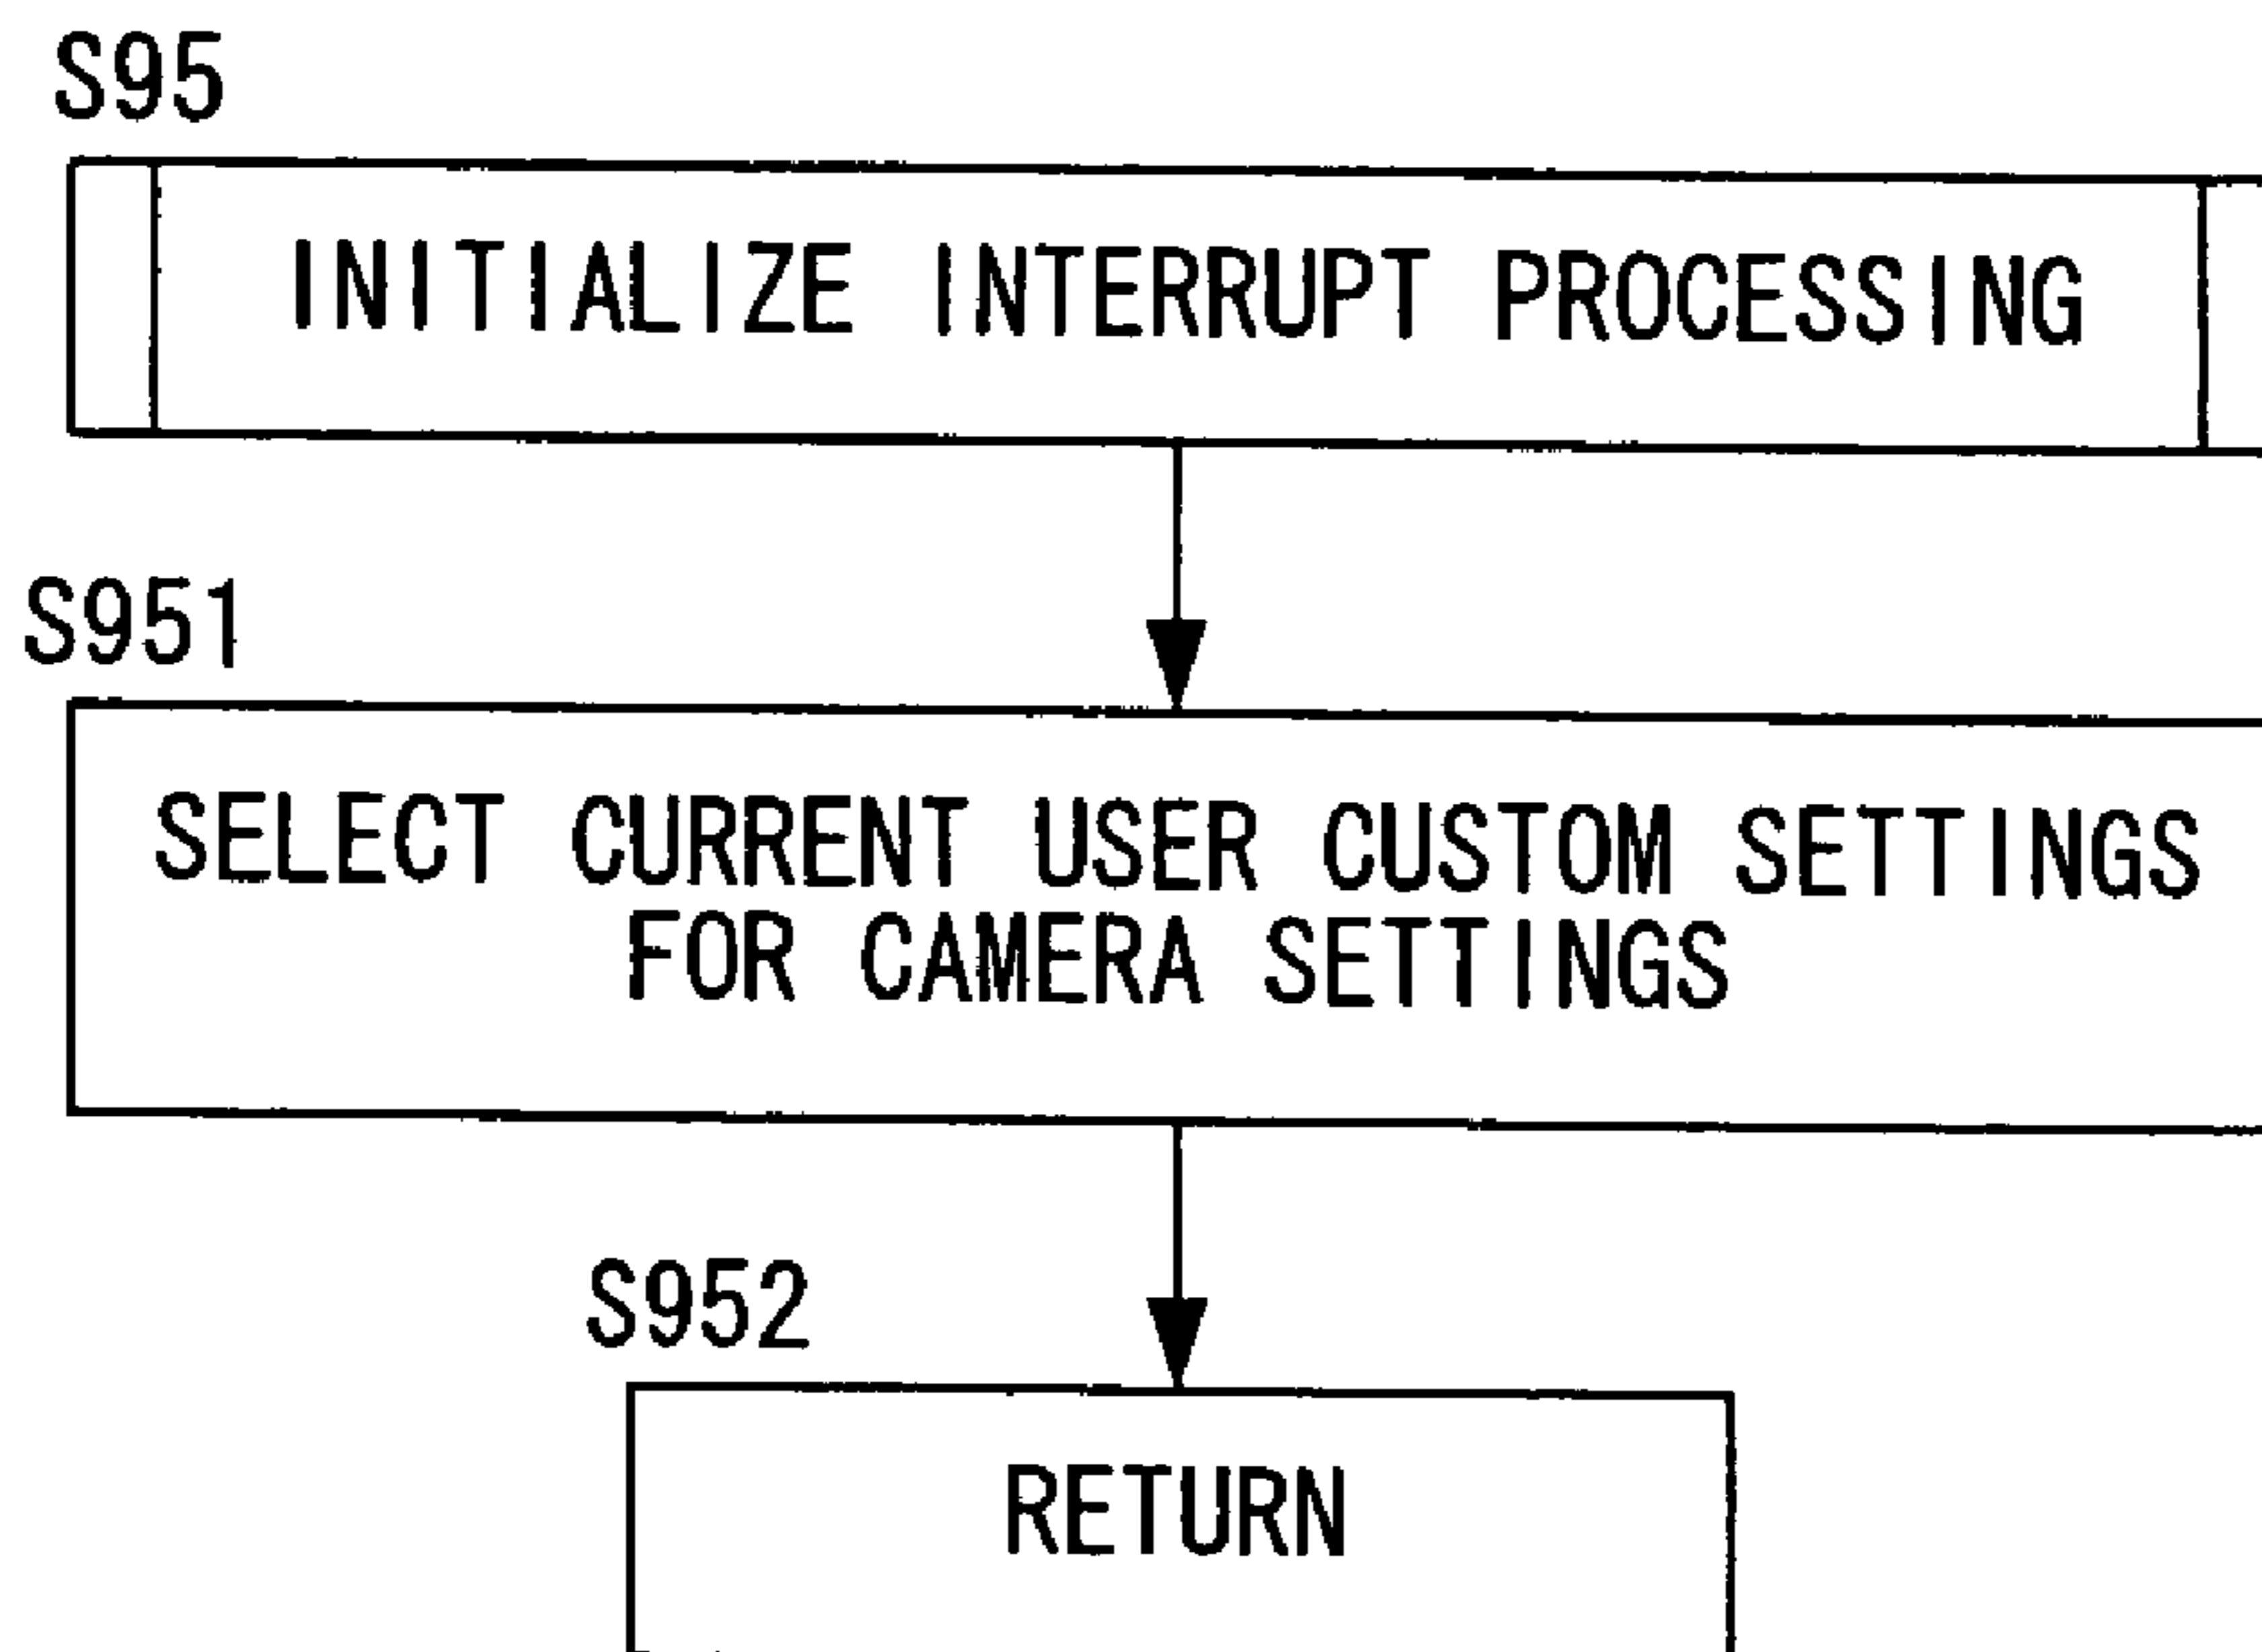 S95
INITIALIZE INTERRUPT PROCESSING
S951
SELECT CURRENT USER CUSTOM SETTINGS
FOR CAMERA SETTINGS
S952
RETURN